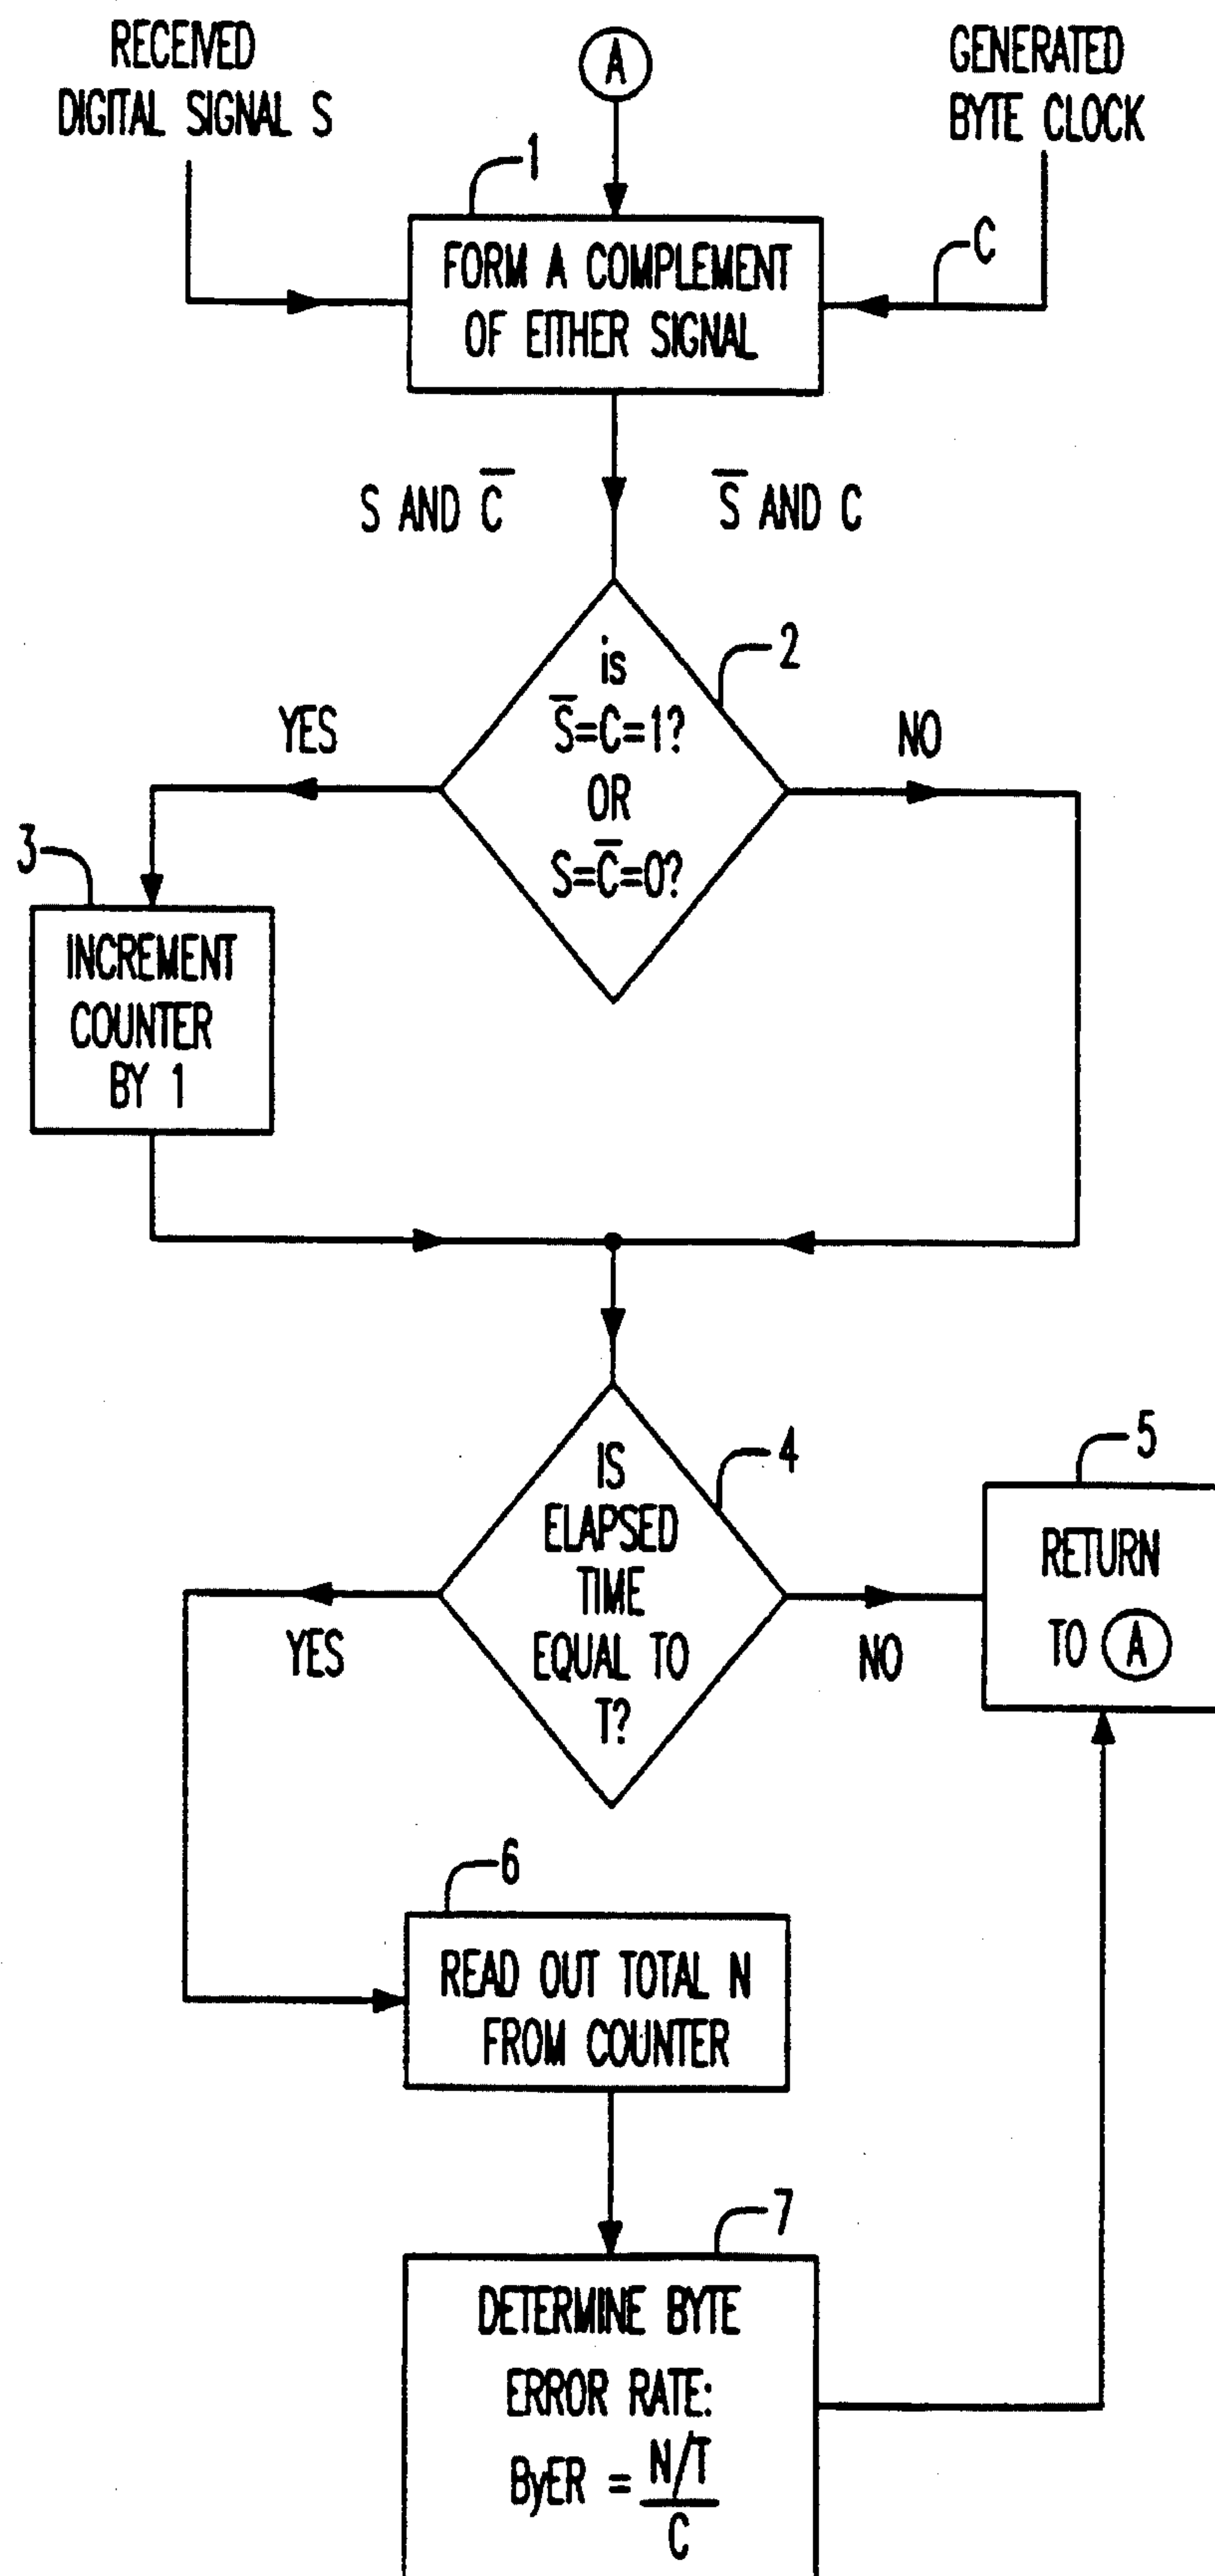 RECEIVED
DIGITAL SIGNAL S
A
GENERATED
BYTE CLOCK
1
C
FORM A COMPLEMENT
OF EITHER SIGNAL
S AND C̅
S̅ AND C
2
is
S̅=C=1?
OR
S=C̅=0?
YES
NO
3
INCREMENT
COUNTER
BY 1
4
IS
ELAPSED
TIME
EQUAL TO
T?
YES
NO
5
RETURN
TO A
6
READ OUT TOTAL N
FROM COUNTER
7
DETERMINE BYTE
ERROR RATE:
ByER = N/T
C